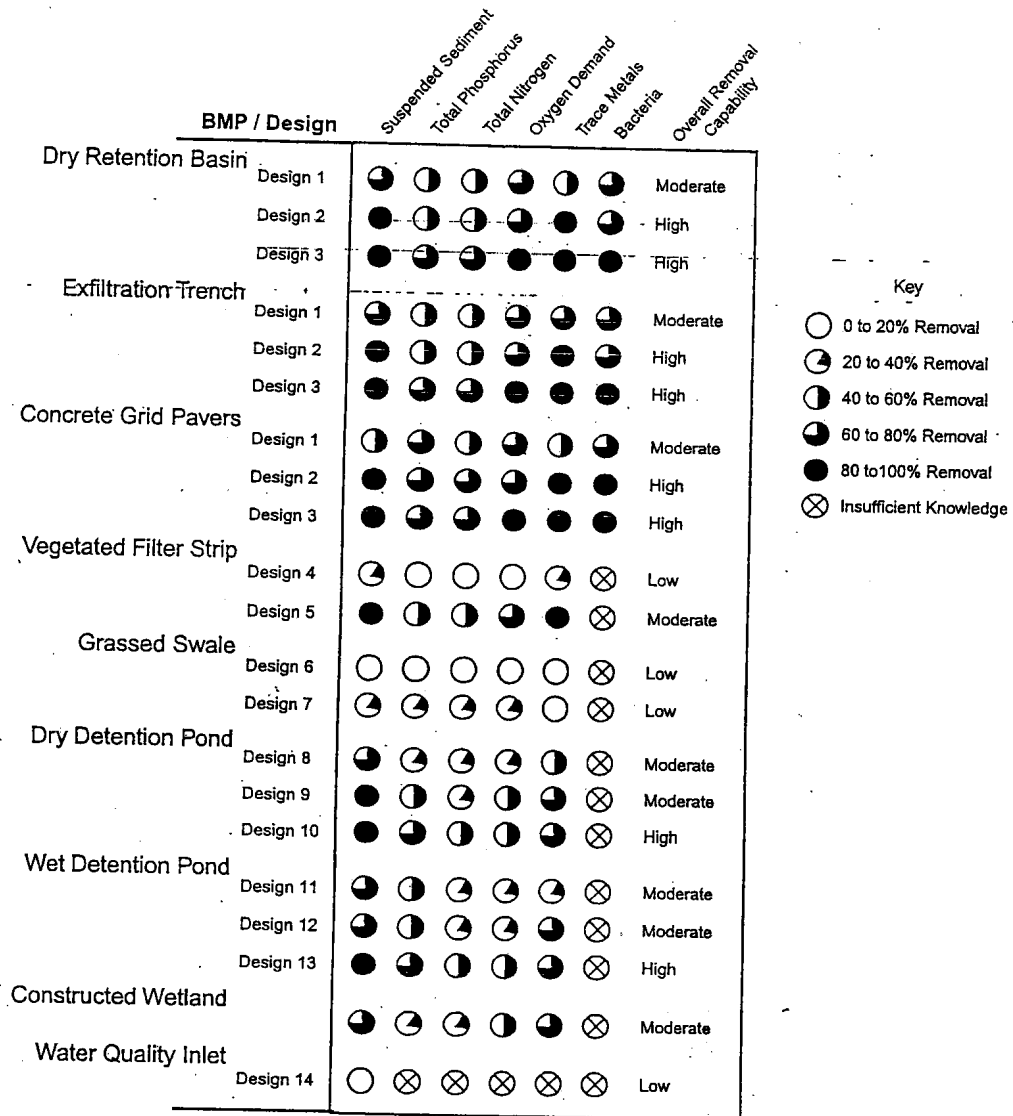 Suspended Sediment
Total Phosphorus
Total Nitrogen
Oxygen Demand
Trace Metals
Bacteria
Overall Removal
Capability
BMP / Design
Dry Retention Basin
Design 1 Moderate
Design 2 High
Design 3 High
Exfiltration Trench
Design 1 Moderate
Design 2 High
Design 3 High
Concrete Grid Pavers
Design 1 Moderate
Design 2 High
Design 3 High
Vegetated Filter Strip
Design 4 Low
Design 5 Moderate
Grassed Swale
Design 6 Low
Design 7 Low
Dry Detention Pond
Design 8 Moderate
Design 9 Moderate
Design 10 High
Wet Detention Pond
Design 11 Moderate
Design 12 Moderate
Design 13 High
Constructed Wetland
Moderate
Water Quality Inlet
Design 14 Low
Key
0 to 20% Removal
20 to 40% Removal
40 to 60% Removal
60 to 80% Removal
80 to100% Removal
Insufficient Knowledge